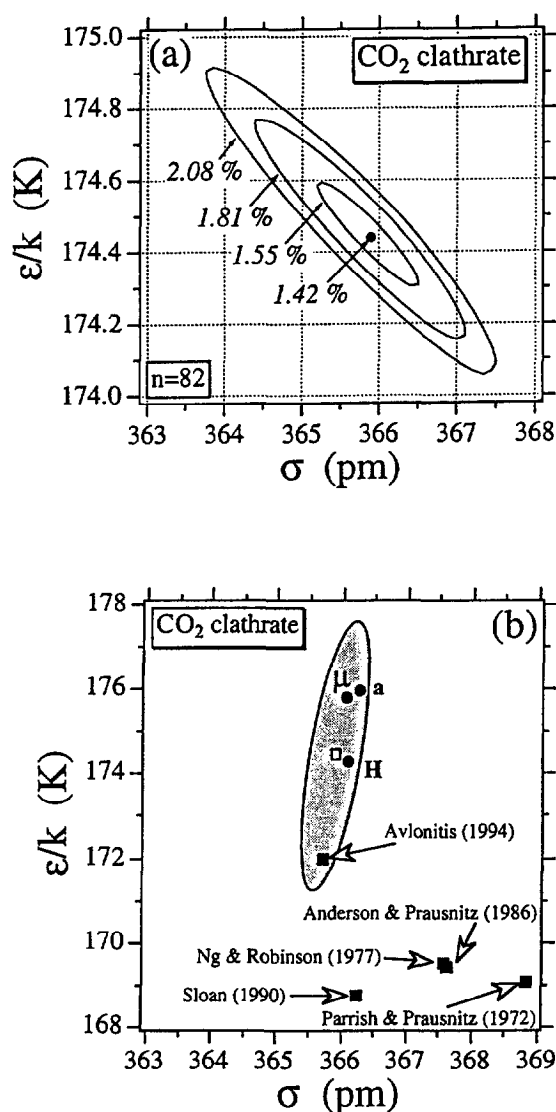 (a)
CO2 clathrate
175.0
174.8
174.6
174.4
174.2
174.0
ε/k (K)
2.08 %
1.81 %
1.55 %
1.42 %
n=82
363
364
365
366
367
368
σ (pm)
CO2 clathrate
(b)
178
176
174
172
170
168
ε/k (K)
μ
a
H
Avlonitis (1994)
Anderson & Prausnitz (1986)
Ng & Robinson (1977)
Sloan (1990)
Parrish & Prausnitz (1972)
363
364
365
366
367
368
369
σ (pm)